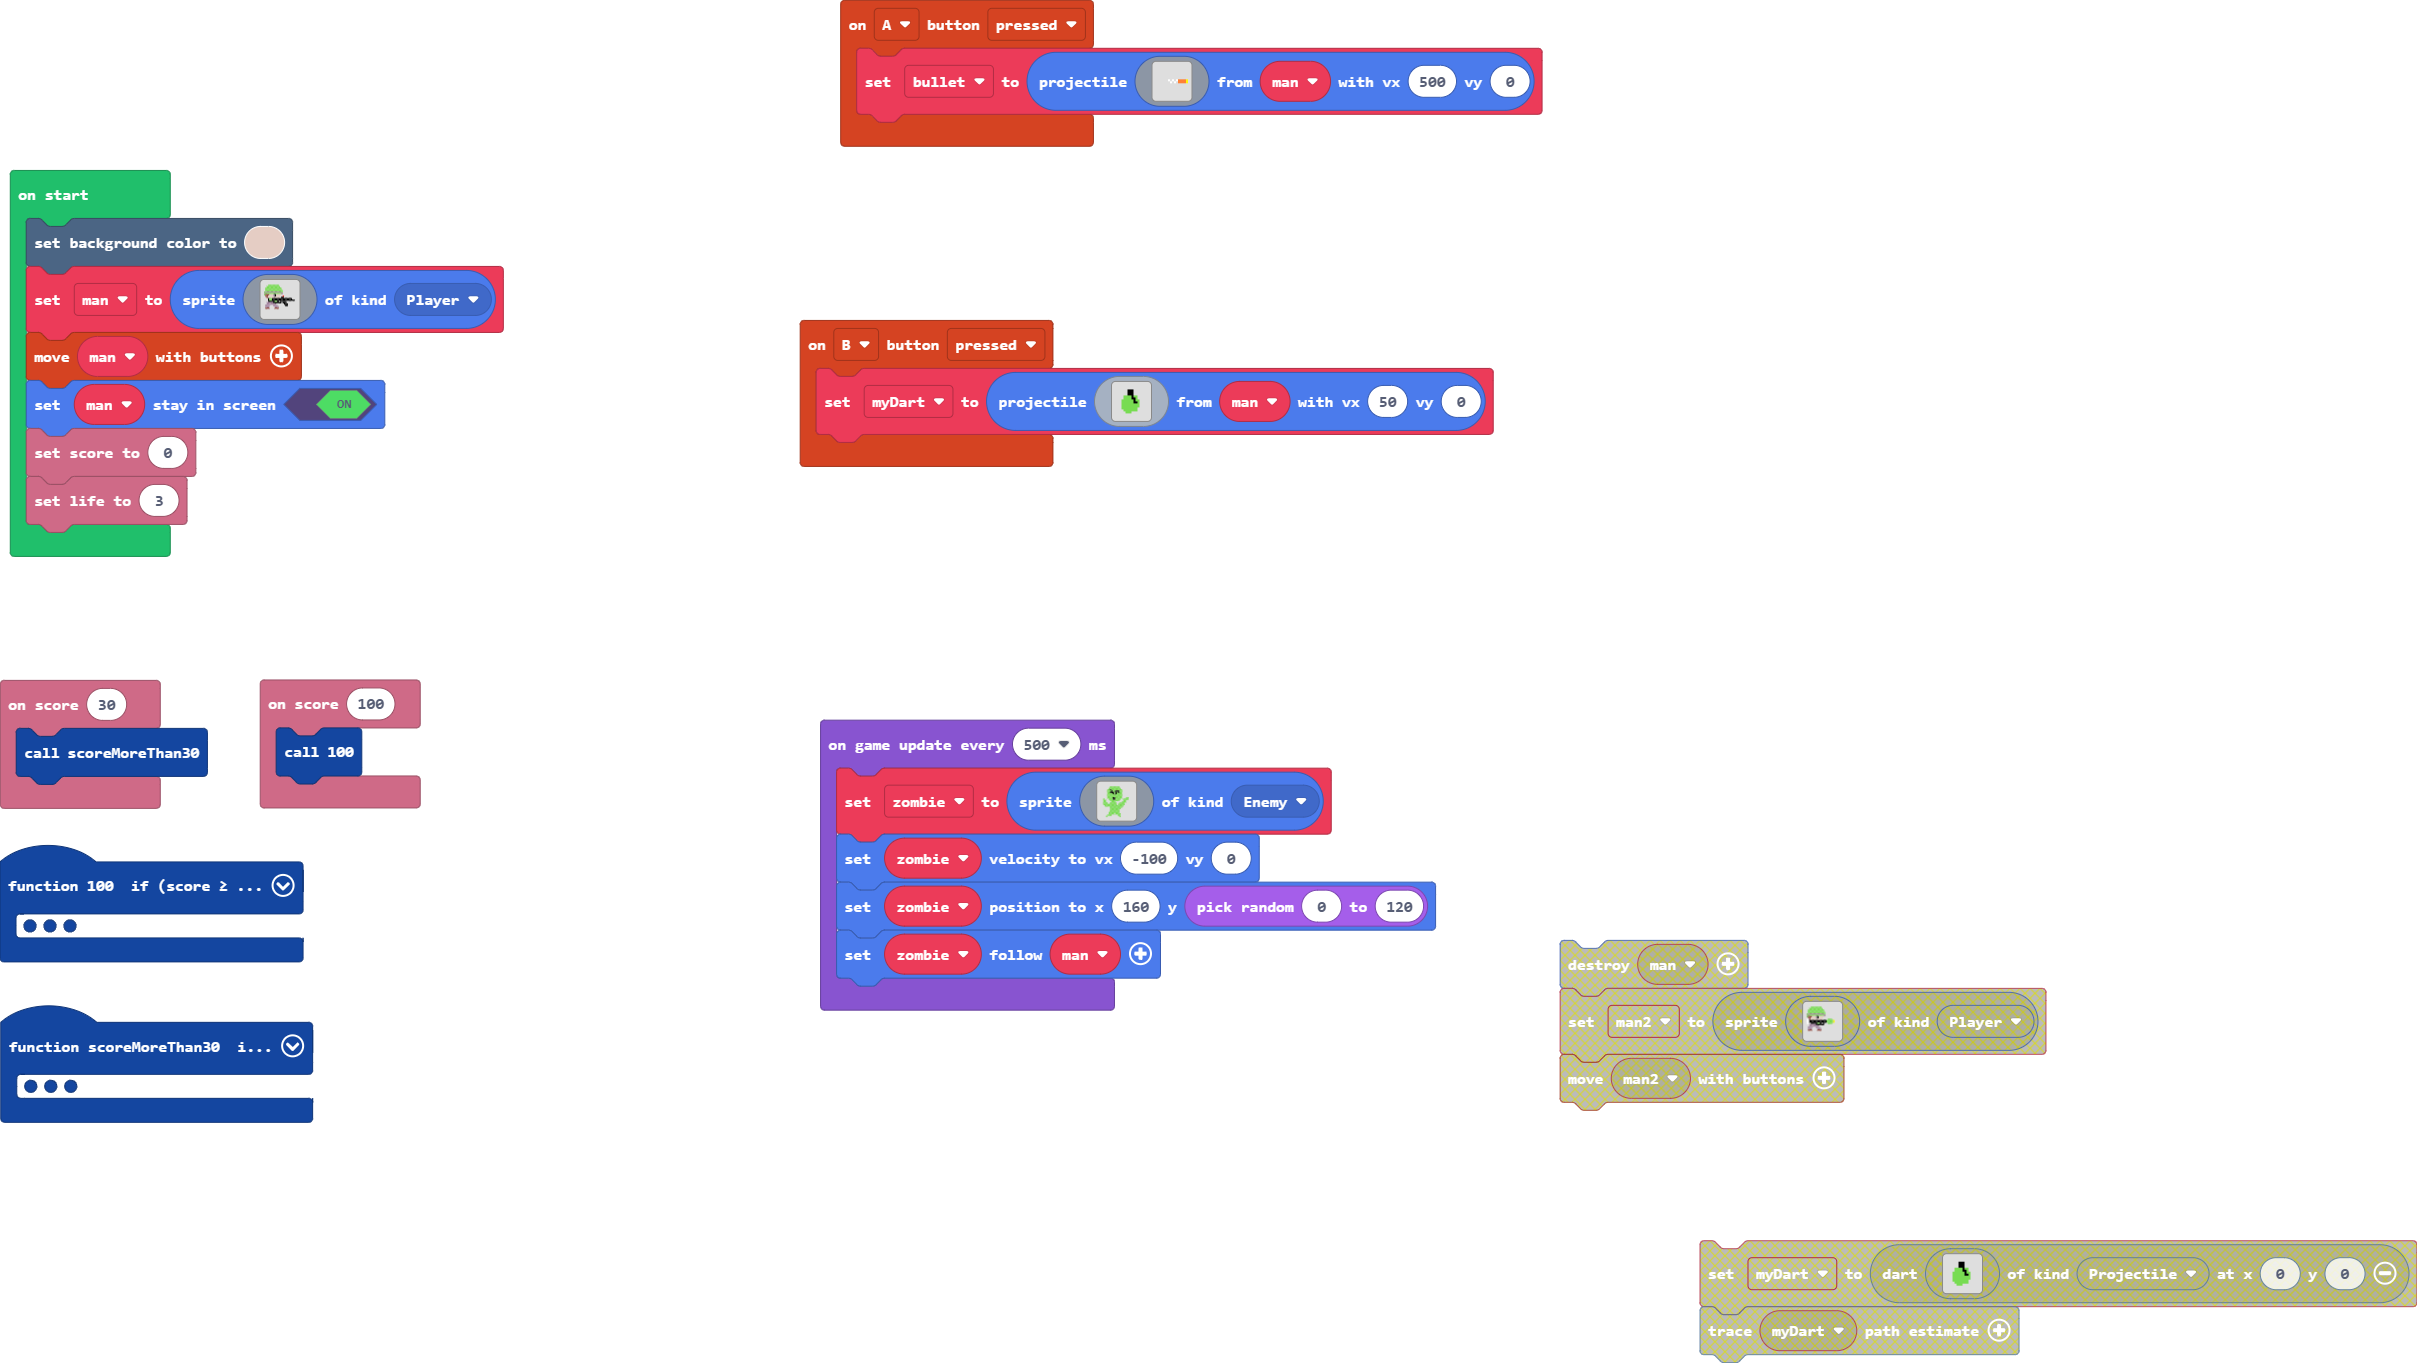 on start
set background color to
set man to sprite of kind Player
move man with buttons
set man stay in screen ON
set score to 0
set life to 3
on A button pressed
set bullet to projectile from man with vx 500 vy 0
on B button pressed
set myDart to projectile from man with vx 50 vy 0
on score 30
call scoreMoreThan30
on score 100
call 100
function 100 if (score ≥ ...
function scoreMoreThan30 i...
on game update every 500 ms
set zombie to sprite of kind Enemy
set zombie velocity to vx -100 vy 0
set zombie position to x 160 y pick random 0 to 120
set zombie follow man
destroy man
set man2 to sprite of kind Player
move man2 with buttons
set myDart to dart of kind Projectile at x 0 y 0
trace myDart path estimate